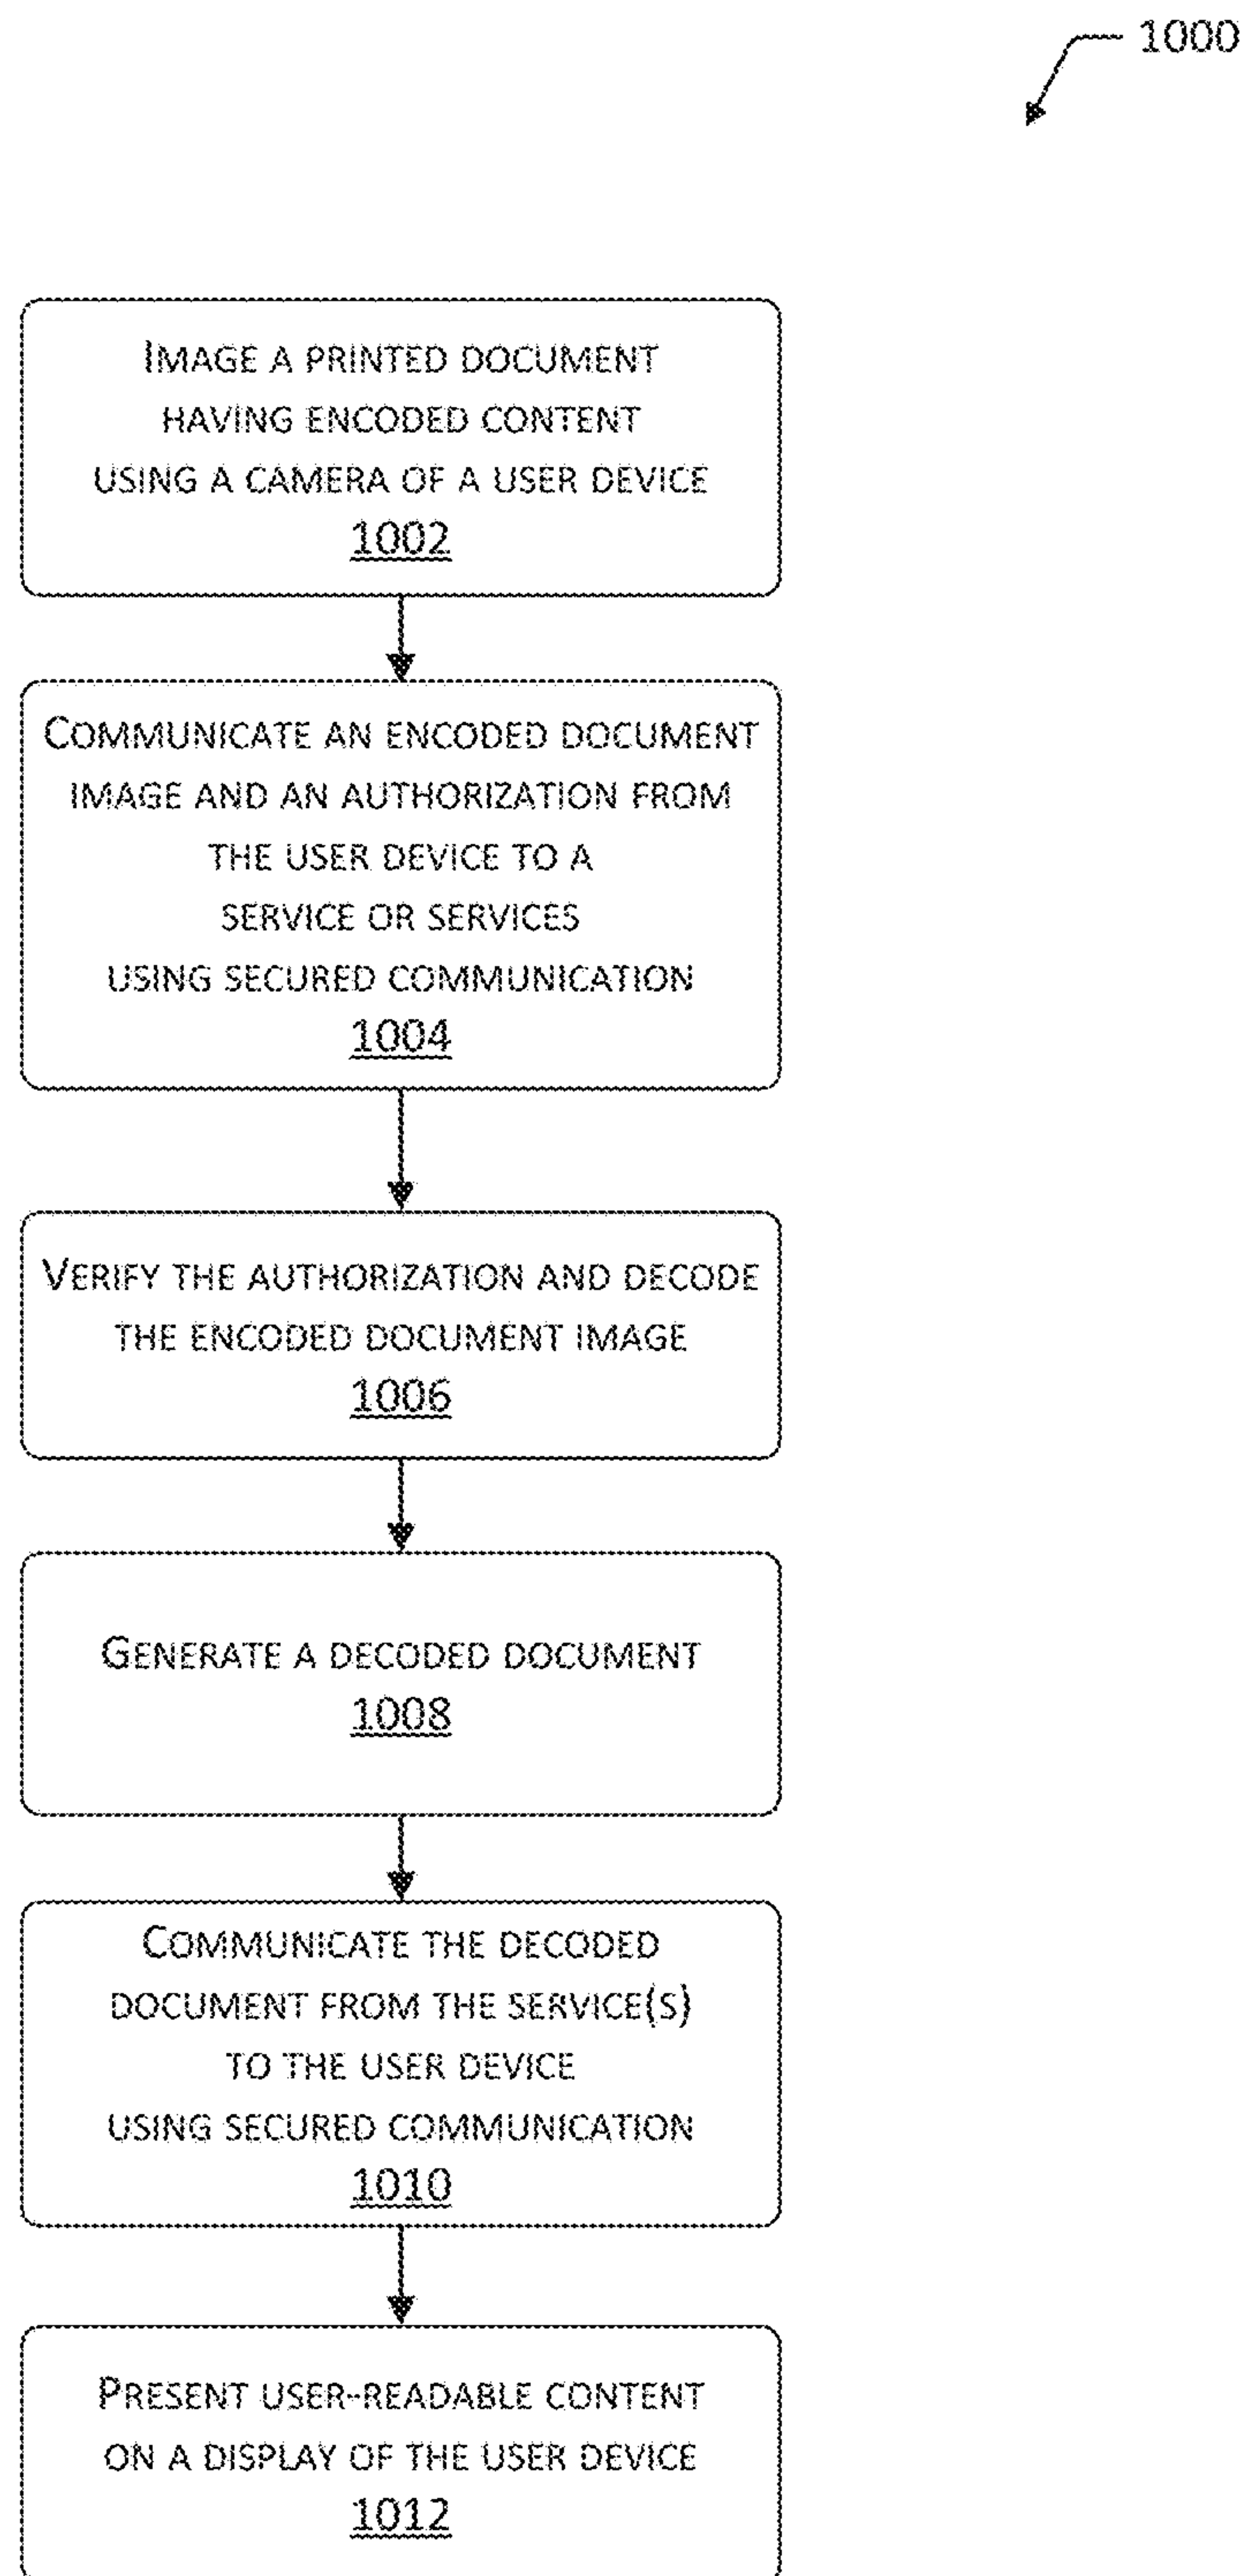 1000
IMAGE A PRINTED DOCUMENT
HAVING ENCODED CONTENT
USING A CAMERA OF A USER DEVICE
1002
COMMUNICATE AN ENCODED DOCUMENT
IMAGE AND AN AUTHORIZATION FROM
THE USER DEVICE TO A
SERVICE OR SERVICES
USING SECURED COMMUNICATION
1004
VERIFY THE AUTHORIZATION AND DECODE
THE ENCODED DOCUMENT IMAGE
1006
GENERATE A DECODED DOCUMENT
1008
COMMUNICATE THE DECODED
DOCUMENT FROM THE SERVICE(S)
TO THE USER DEVICE
USING SECURED COMMUNICATION
1010
PRESENT USER-READABLE CONTENT
ON A DISPLAY OF THE USER DEVICE
1012